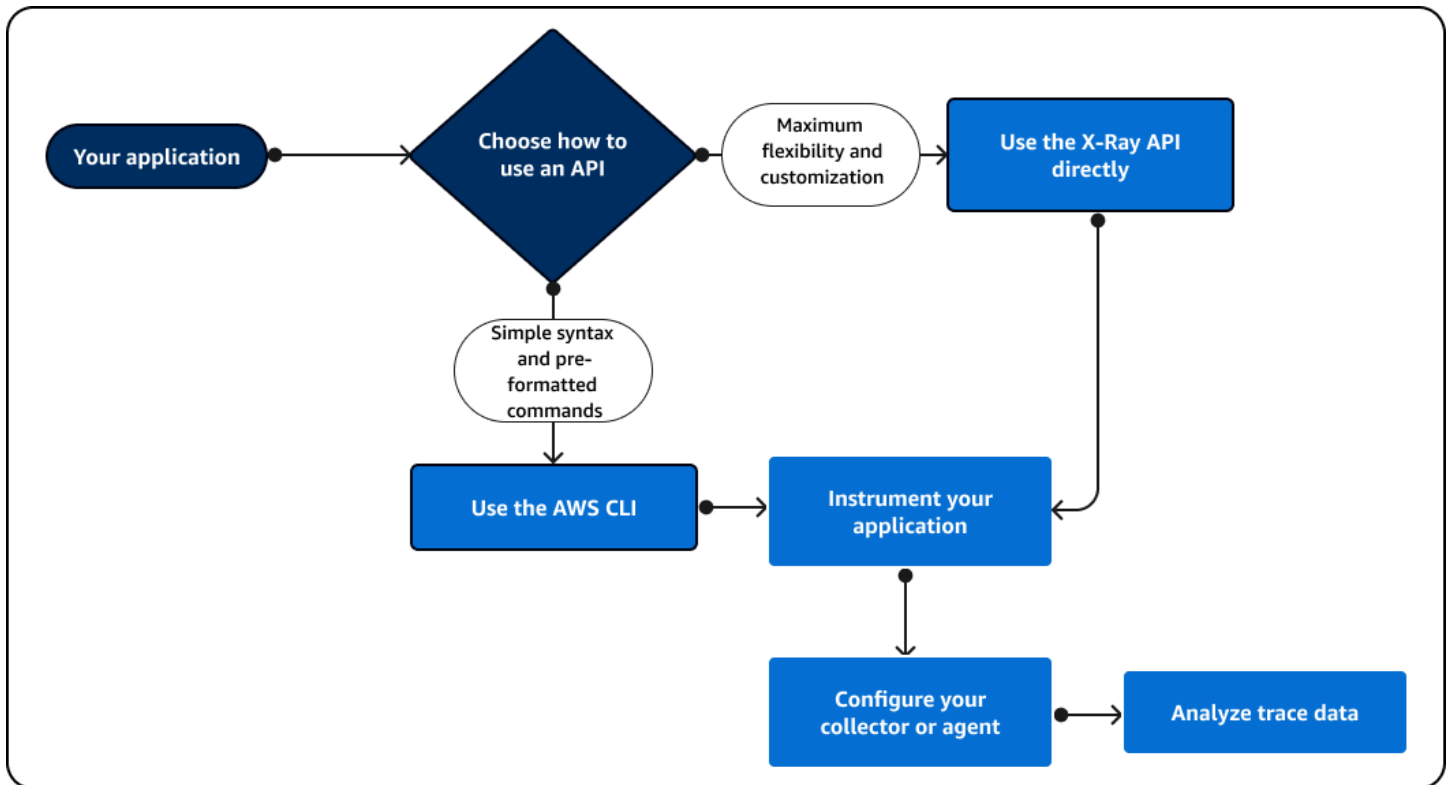 Your application
Choose how to
use an API
Maximum
flexibility and
customization
Use the X-Ray API
directly
Simple syntax
and pre-
formatted
commands
Use the AWS CLI
Instrument your
application
Configure your
collector or agent
Analyze trace data